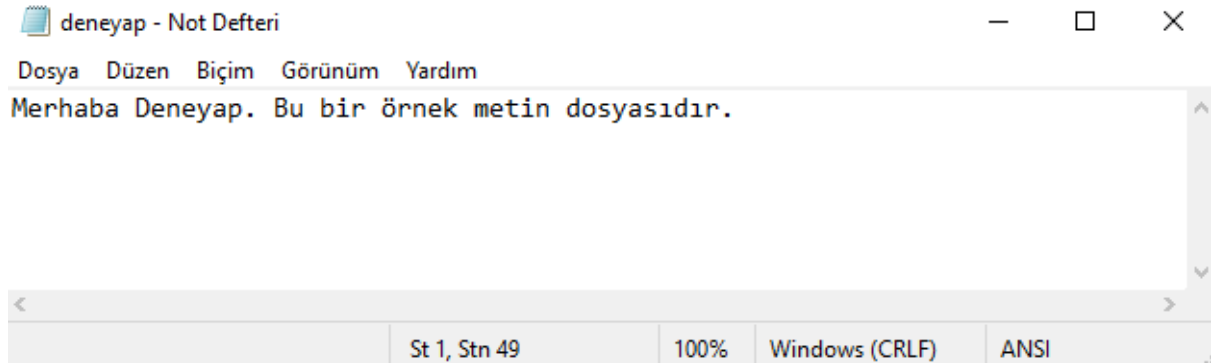 deneyap - Not Defteri
Dosya Düzen Biçim Görünüm Yardım
Merhaba Deneyap. Bu bir örnek metin dosyasıdır.
St 1, Stn 49 100% Windows (CRLF) ANSI